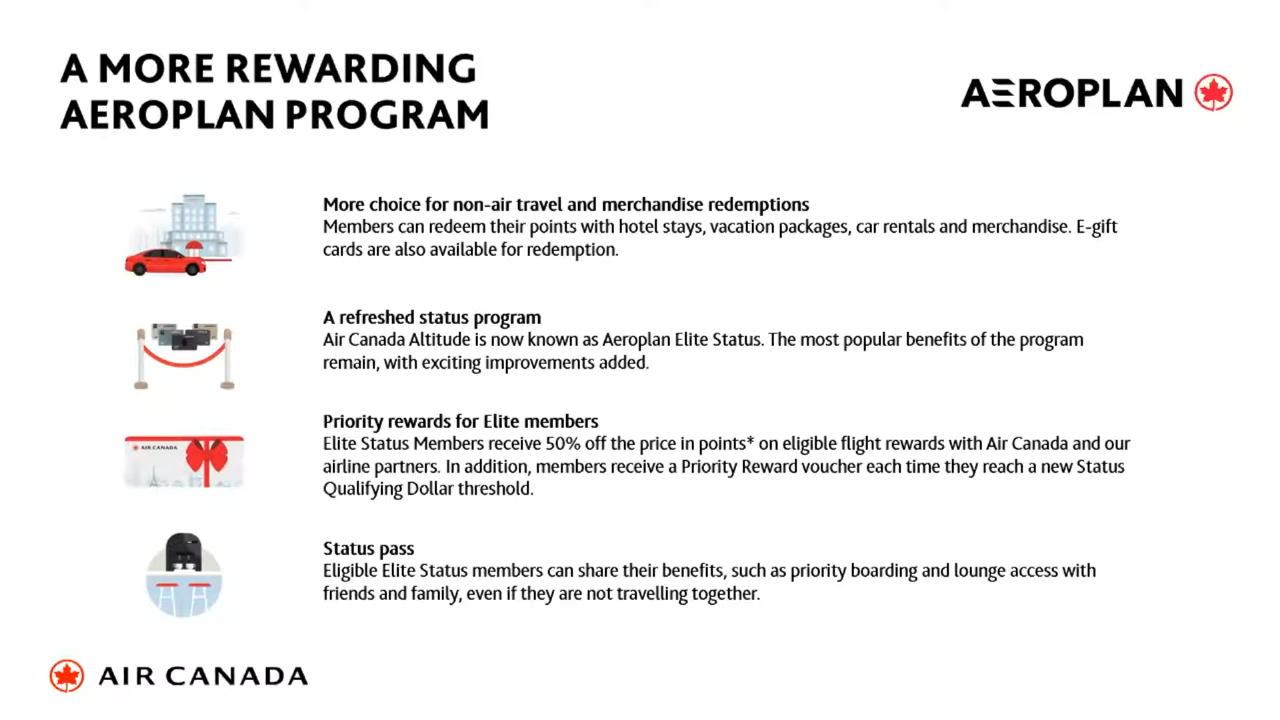 A MORE REWARDING
AEROPLAN PROGRAM
AEROPLAN
More choice for non-air travel and merchandise redemptions
Members can redeem their points with hotel stays, vacation packages, car rentals and merchandise. E-gift
cards are also available for redemption.
A refreshed status program
Air Canada Altitude is now known as Aeroplan Elite Status. The most popular benefits of the program
remain, with exciting improvements added.
Priority rewards for Elite members
AIR CANADA
Elite Status Members receive 50% off the price in points* on eligible flight rewards with Air Canada and our
airline partners. In addition, members receive a Priority Reward voucher each time they reach a new Status
Qualifying Dollar threshold.
Status pass
Eligible Elite Status members can share their benefits, such as priority boarding and lounge access with
friends and family, even if they are not travelling together.
AIR CANADA